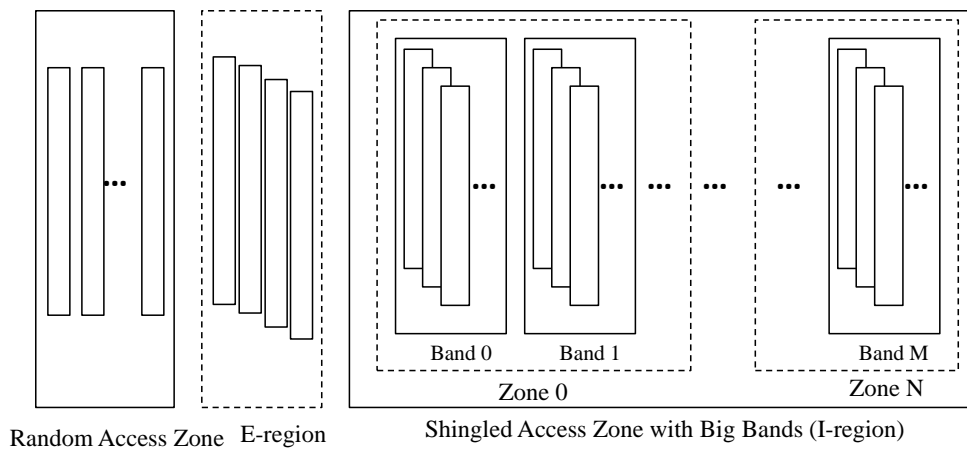 Band 0
Band 1
Band M
Zone 0
Zone N
Random Access Zone
E-region
Shingled Access Zone with Big Bands (I-region)